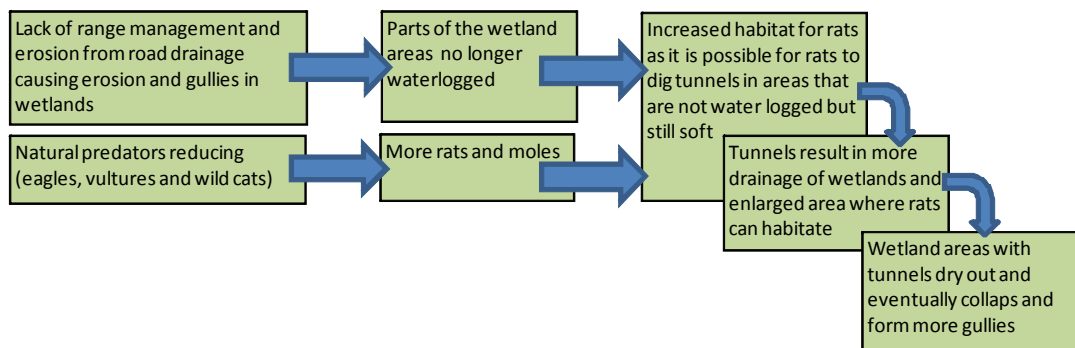 Lack of range management and
erosion from road drainage
causing erosion and gullies in
wetlands
Parts of the wetland
areas no longer
waterlogged
Increased habitat for rats
as it is possible for rats to
dig tunnels in areas that
are not water logged but
still soft
Natural predators reducing
(eagles, vultures and wild cats)
More rats and moles
Tunnels result in more
drainage of wetlands and
enlarged area where rats
can habitate
Wetland areas with
tunnels dry out and
eventually collaps and
form more gullies